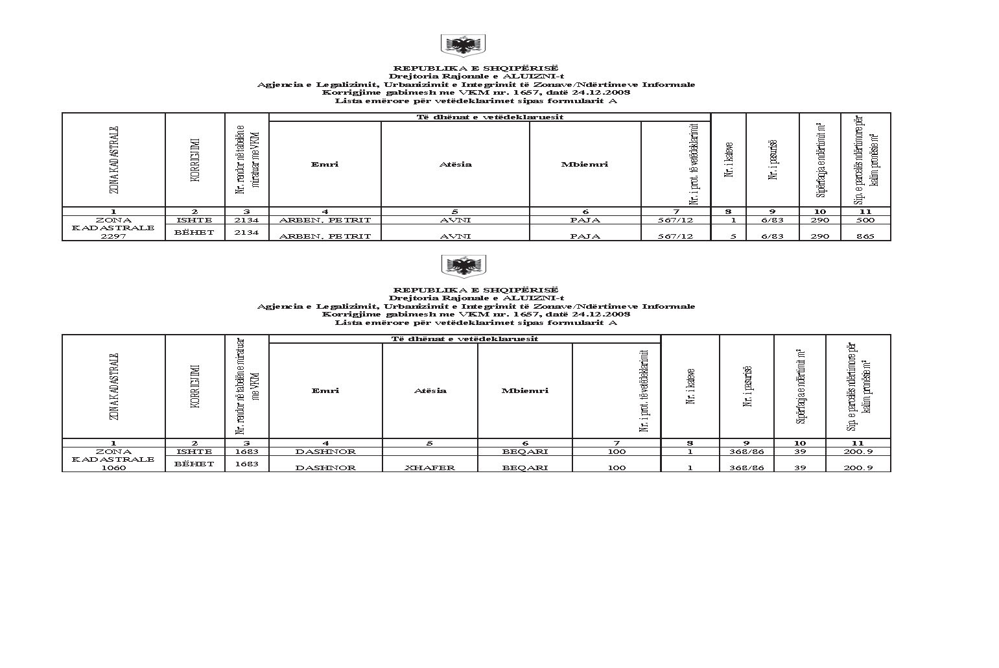 REPUBLIKA E SHQIPËRISË
Drejtoria Rajonale e ALUIZNI-t
Agjencia e Legalizimit, Urbanizimit e Integrimit të Zonave/Ndërtimeve Informale
Korrigjime gabimesh me VKM nr. 1657, datë 24.12.2008
Lista emërore për vetëdeklarimet sipas formularit A
Të dhënat e vetëdeklaruesit
ZONA KADASTRALE
KORRIGJIMI
Nr. rendor në tabelën e
miratuar me VKM
Emri
Atësia
Mbiemri
Nr. i prot. të vetëdeklarimit
Nr. i kateve
Nr. i pasurisë
Sipërfaqja e ndërtimit m²
Sip. e parcelës ndërtimore për
kalim pronësie m²
1 2 3 4 5 6 7 8 9 10 11
ZONA ISHTE 2134 ARBEN, PETRIT AVNI PAJA 567/12 1 6/83 290 500
KADASTRALE
2297 BËHET 2134 ARBEN, PETRIT AVNI PAJA 567/12 5 6/83 290 865
REPUBLIKA E SHQIPËRISË
Drejtoria Rajonale e ALUIZNI-t
Agjencia e Legalizimit, Urbanizimit e Integrimit të Zonave/Ndërtimeve Informale
Korrigjime gabimesh me VKM nr. 1657, datë 24.12.2008
Lista emërore për vetëdeklarimet sipas formularit A
Të dhënat e vetëdeklaruesit
ZONA KADASTRALE
KORRIGJIMI
Nr. rendor në tabelën e miratuar
me VKM
Emri
Atësia
Mbiemri
Nr. i prot. të vetëdeklarimit
Nr. i kateve
Nr. i pasurisë
Sipërfaqja e ndërtimit m²
Sip. e parcelës ndërtimore për
kalim pronësie m²
1 2 3 4 5 6 7 8 9 10 11
ZONA ISHTE 1683 DASHNOR BEQARI 100 1 368/86 39 200.9
KADASTRALE
1060 BËHET 1683 DASHNOR XHAFER BEQARI 100 1 368/86 39 200.9